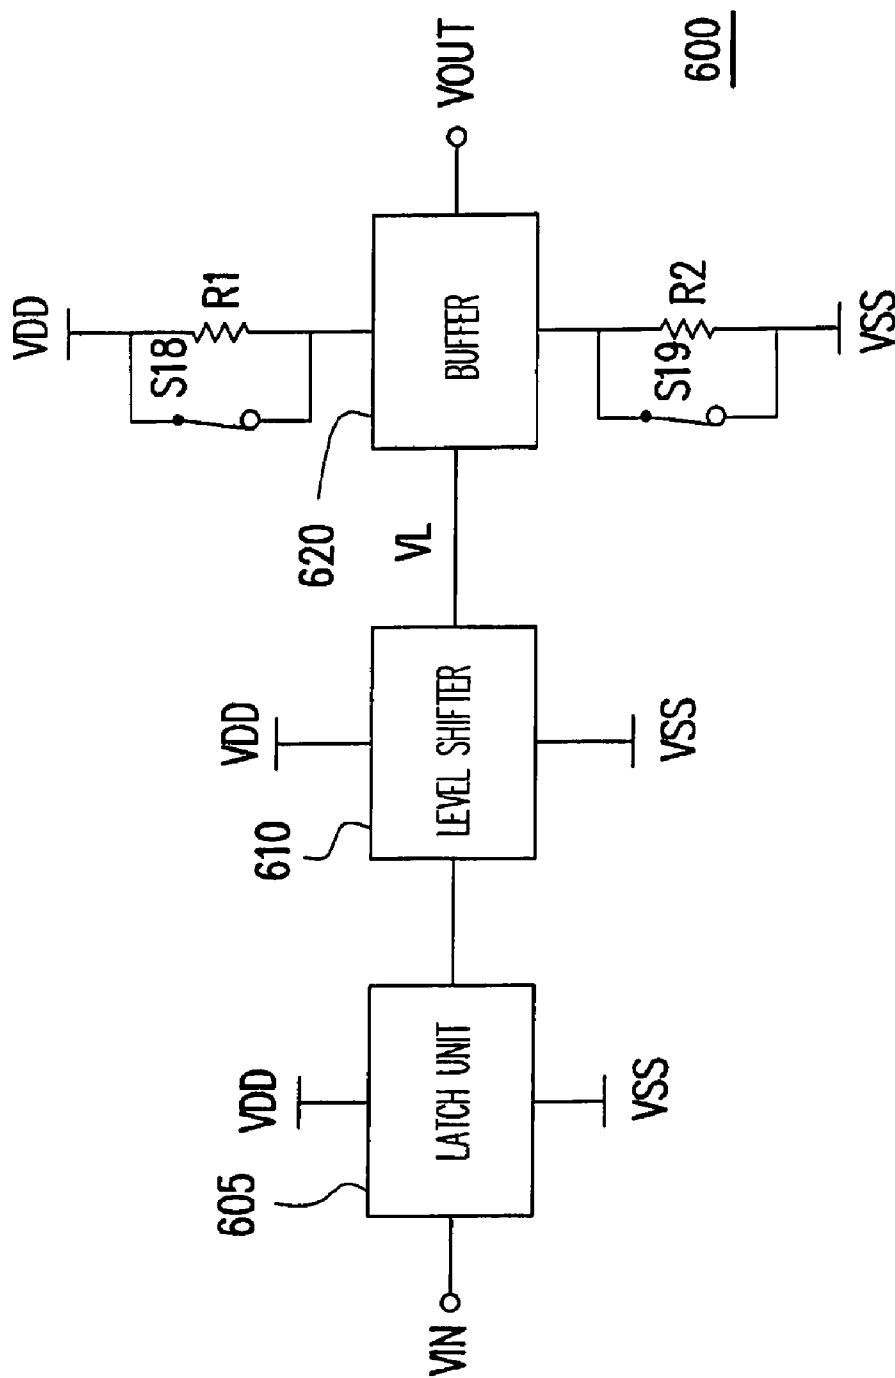 VDD
S18
R1
620
VL
BUFFER
VOUT
S19
R2
VSS
VDD
610
LEVEL SHIFTER
VSS
VDD
605
LATCH UNIT
VSS
VIN
600